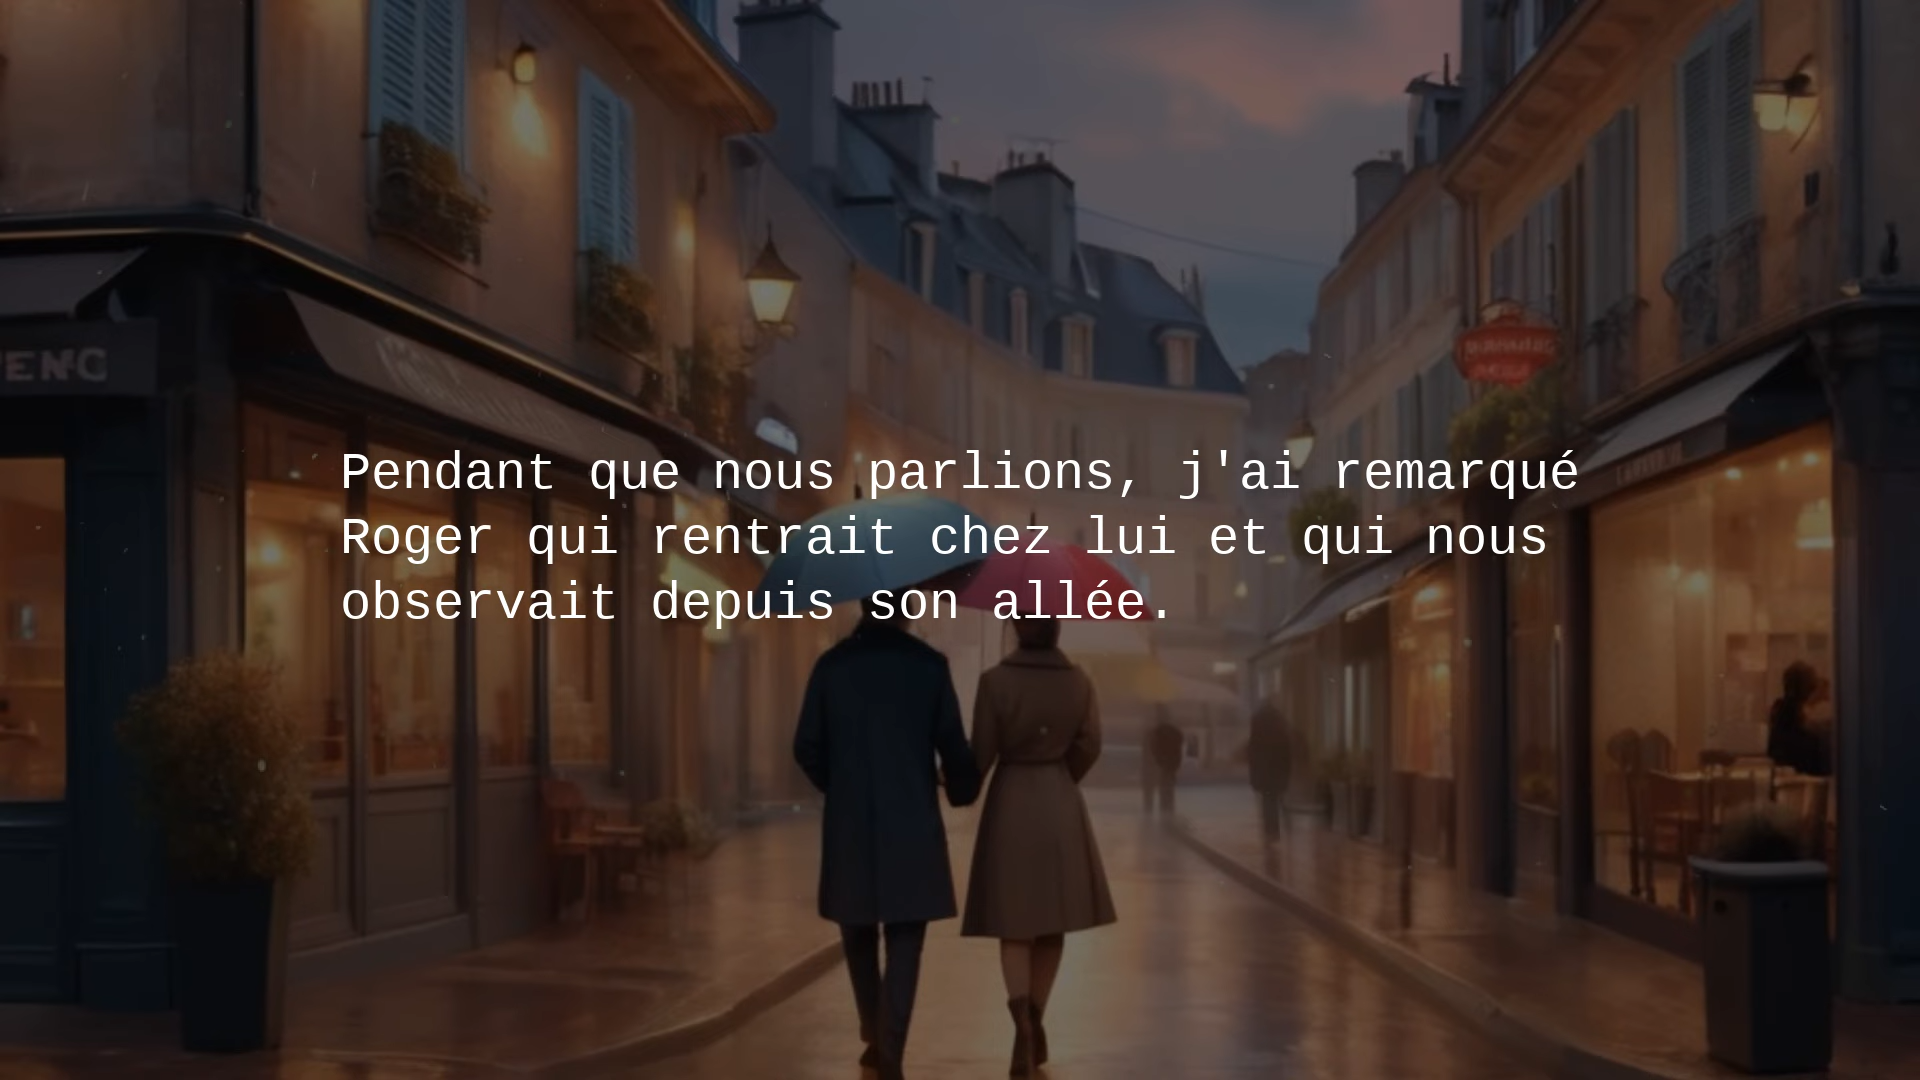 Pendant que nous parlions, j'ai remarqué
Roger qui rentrait chez lui et qui nous
observait depuis son allée.